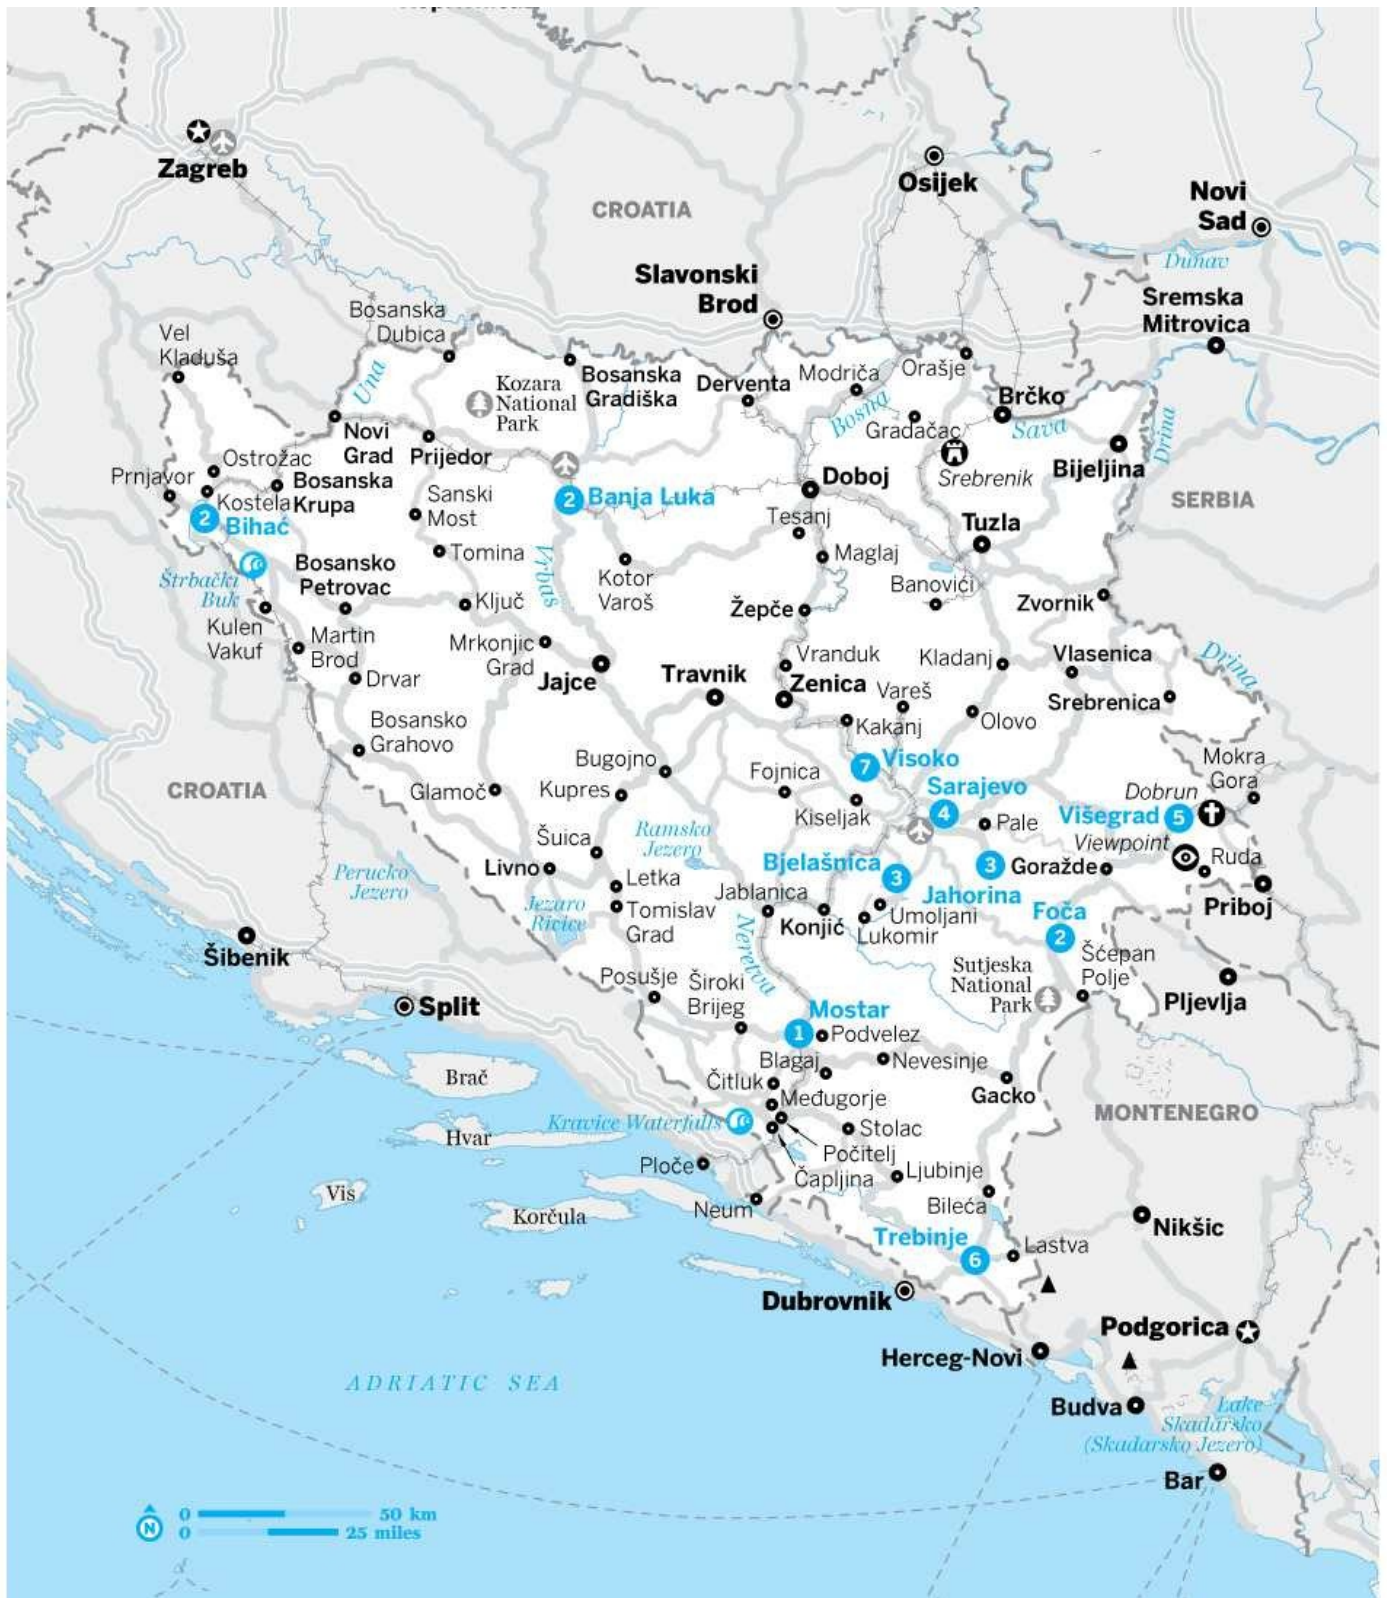 Zagreb
CROATIA
Osijek
Novi
Sad
Dunav
Slavonski
Brod
Sremska
Mitrovica
Bosanska
Dubica
Vel
Kladuša
Una
Kozara
National
Park
Bosanska
Gradiška
Derventa
Modriča
Orašje
Brčko
Bosna
Gradačac
Sava
Drina
Novi
Grad
Prijedor
Srebrenik
Bijeljina
Ostrožac
Prnjavor
Bosanska
Krupa
Kostela
2
Bihać
Sanski
Most
2
Banja Luka
Doboj
SERBIA
Tesanj
Tuzla
Štrbački
Buk
Bosansko
Petrovac
Tomina
Vrbas
Kotor
Varoš
Maglaj
Banovići
Ključ
Žepče
Zvornik
Kulen
Vakuf
Martin
Brod
Mrkonjic
Grad
Drvar
Jajce
Travnik
Vranduk
Zenica
Kladanj
Vlasenica
Drina
Vareš
Srebrenica
Bosansko
Grahovo
Kakanj
Olovo
Bugojno
Fojnica
7
Visoko
Mokra
Gora
CROATIA
Glamoč
Kupres
Kiseljak
Sarajevo
4
Dobrun
Višegrad
5
Pale
Viewpoint
Šuica
Ramsko
Jezero
Bjelašnica
3
3
Jahorina
Goražde
Ruda
Livno
Perucko
Jezero
Letka
Jablanica
Priboj
Jezaro
Ricice
Tomislav
Grad
Neretva
Konjić
Umoljani
Lukomir
Foča
2
Šibenik
Split
Posušje
Široki
Brijeg
Sutjeska
National
Park
Šćepan
Polje
Pljevlja
Mostar
1
Podvelez
Blagaj
Nevesinje
Brač
Čitluk
Gacko
Međugorje
MONTENEGRO
Kravice Waterfalls
Hvar
Stolac
Počitelj
Ploče
Čapljina
Ljubinje
Vis
Neum
Bileća
Korčula
Nikšic
Trebinje
6
Lastva
Dubrovnik
Podgorica
Herceg-Novi
ADRIATIC SEA
Budva
Lake
Skadarsko
(Skadarsko Jezero)
Bar
N
0
50 km
0
25 miles